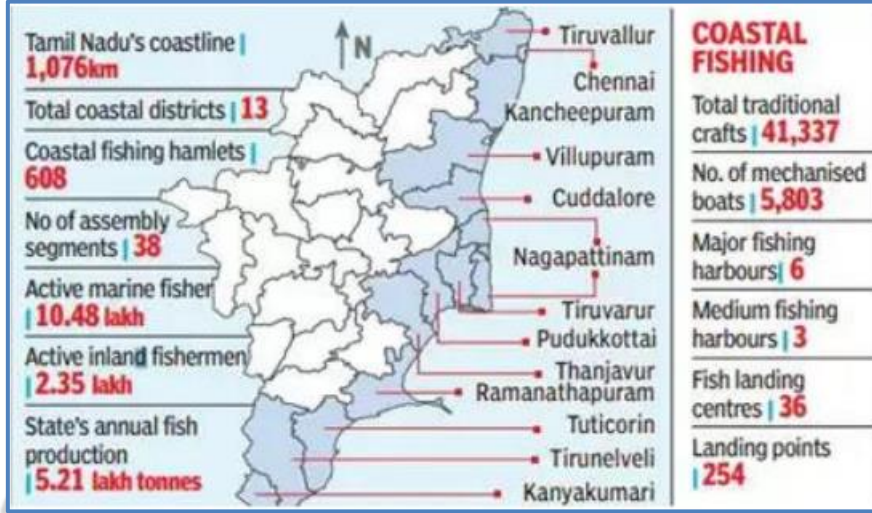 Tamil Nadu's coastline |
1,076km
Total coastal districts | 13
Coastal fishing hamlets |
608
No of assembly
segments | 38
Active marine fisher
| 10.48 lakh
Active inland fishermen
| 2.35 lakh
State's annual fish
production
| 5.21 lakh tonnes
N
Tiruvallur
Chennai
Kancheepuram
Villupuram
Cuddalore
Nagapattinam
Tiruvarur
Pudukkottai
Thanjavur
Ramanathapuram
Tuticorin
Tirunelveli
Kanyakumari
COASTAL
FISHING
Total traditional
crafts | 41,337
No. of mechanised
boats | 5,803
Major fishing
harbours| 6
Medium fishing
harbours | 3
Fish landing
centres | 36
Landing points
| 254